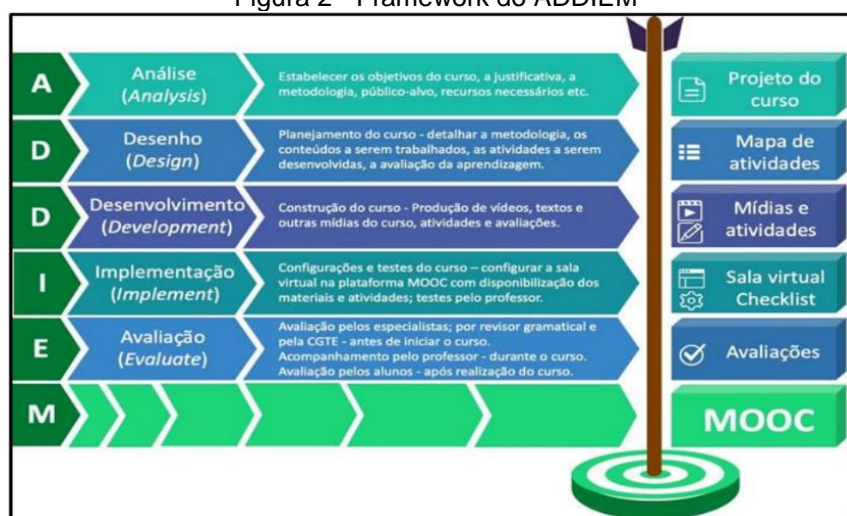 Figura 2 - Framework do ADDIEM
A
Análise
(Analysis)
Estabelecer os objetivos do curso, a justificativa, a
metodologia, público-alvo, recursos necessários etc.
Projeto do
curso
D
Desenho
(Design)
Planejamento do curso - detalhar a metodologia, os
conteúdos a serem trabalhados, as atividades a serem
desenvolvidas, a avaliação da aprendizagem.
Mapa de
atividades
D
Desenvolvimento
(Development)
Construção do curso - Produção de vídeos, textos e
outras mídias do curso, atividades e avaliações.
Mídias e
atividades
I
Implementação
(Implement)
Configurações e testes do curso – configurar a sala
virtual na plataforma MOOC com disponibilização dos
materiais e atividades; testes pelo professor.
Sala virtual
Checklist
E
Avaliação
(Evaluate)
Avaliação pelos especialistas; por revisor gramatical e
pela CGTE - antes de iniciar o curso.
Acompanhamento pelo professor - durante o curso.
Avaliação pelos alunos - após realização do curso.
Avaliações
M
MOOC